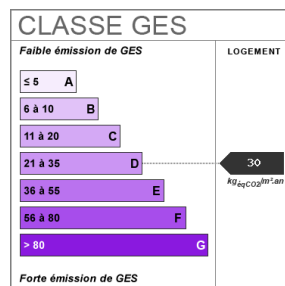 CLASSE GES
Faible émission de GES
LOGEMENT
≤ 5 A
6 à 10 B
11 à 20 C
21 à 35 D
30
kgéqCO2/m².an
36 à 55 E
56 à 80 F
> 80 G
Forte émission de GES